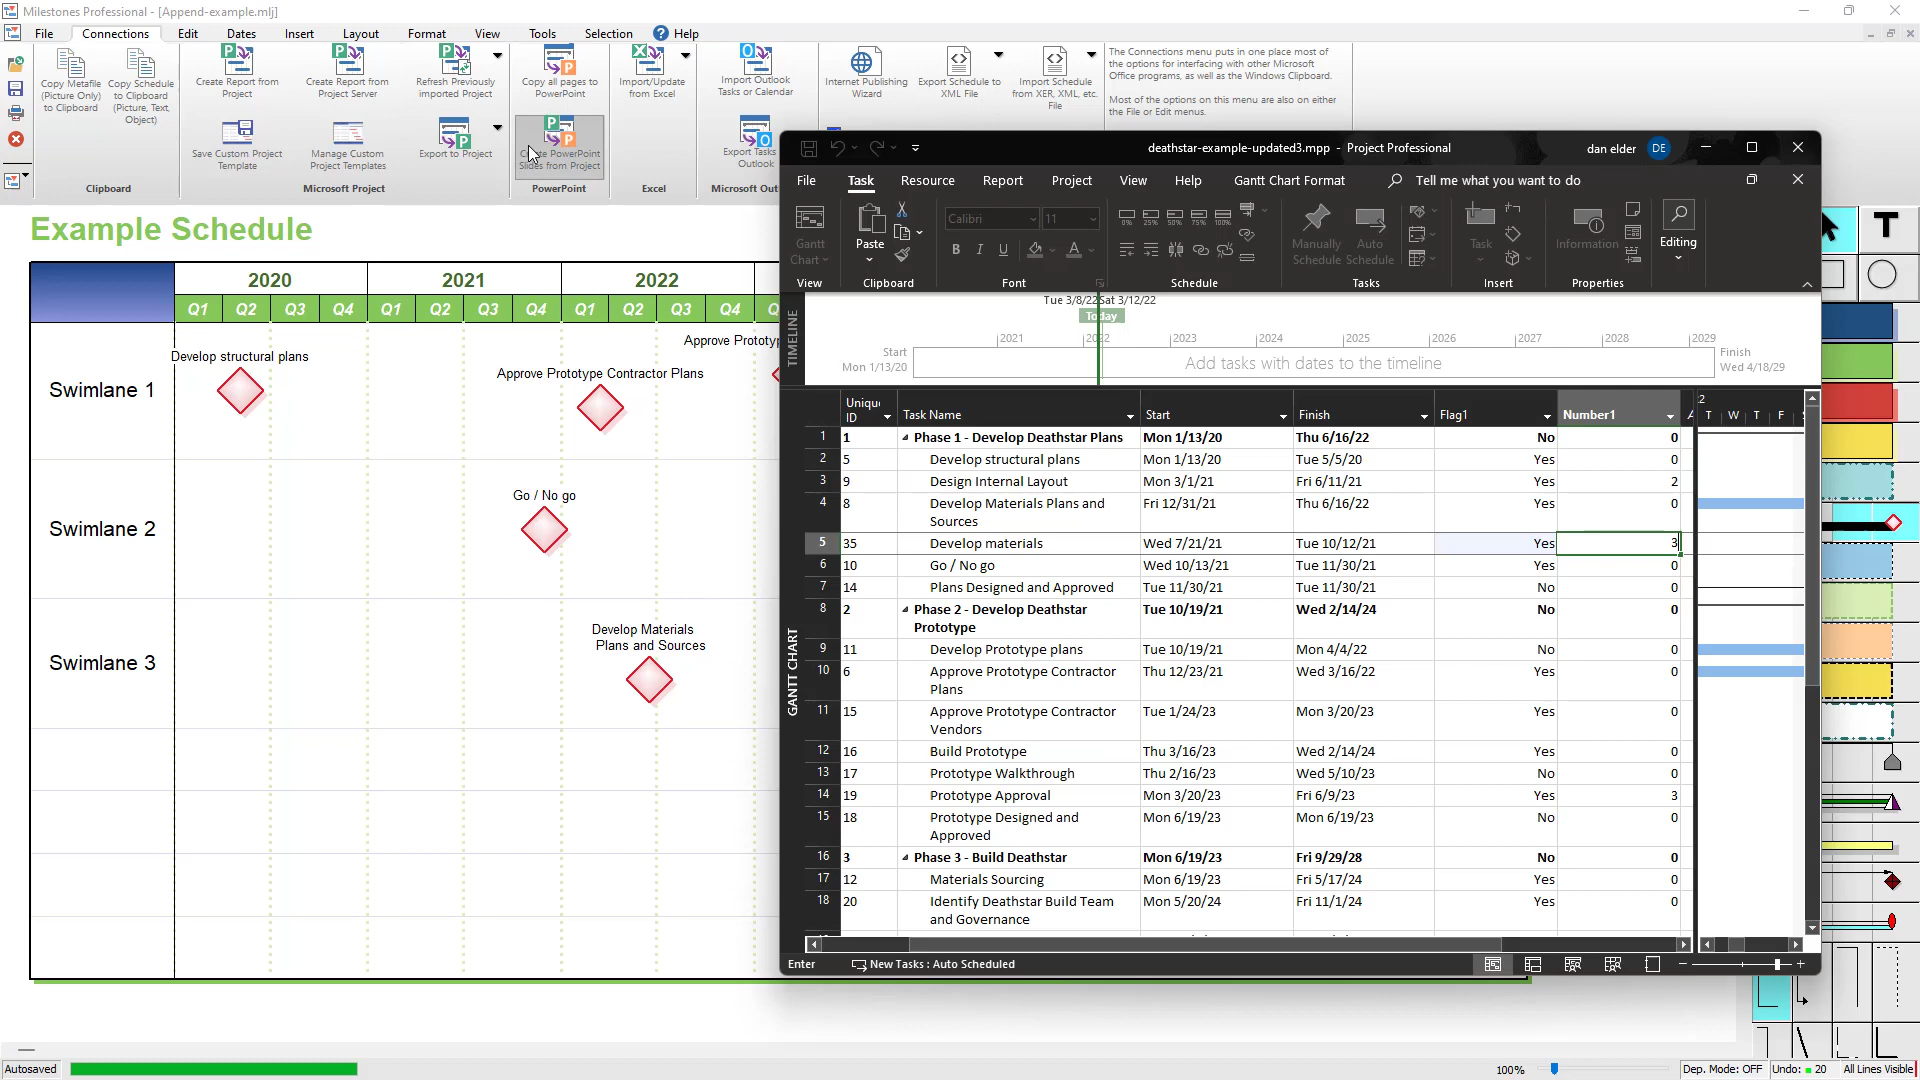 Milestones Professional - [Append-example.mlj]
File Connections Edit Dates Insert Layout Format View Tools Selection Help
Copy Metafile (Picture Only) to Clipboard
Copy Schedule to Clipboard (Picture, Text, Object)
Clipboard
Create Report from Project
Create Report from Project Server
Refresh Previously imported Project
Save Custom Project Template
Manage Custom Project Templates
Export to Project
Microsoft Project
Copy all pages to PowerPoint
PowerPoint Slides from Project
PowerPoint
Import/Update from Excel
Excel
Import Outlook Tasks or Calendar
Export Tasks Outlook
Microsoft Out
Internet Publishing Wizard
Export Schedule to XML File
Import Schedule from XER, XML, etc. File
The Connections menu puts in one place most of
the options for interfacing with other Microsoft
Office programs, as well as the Windows Clipboard.
Most of the options on this menu are also on either
the File or Edit menus.
Example Schedule
2020 2021 2022
Q1 Q2 Q3 Q4 Q1 Q2 Q3 Q4 Q1 Q2 Q3 Q4
Approve Prototy
Develop structural plans
Approve Prototype Contractor Plans
Swimlane 1
Go / No go
Swimlane 2
Develop Materials
Plans and Sources
Swimlane 3
deathstar-example-updated3.mpp - Project Professional
dan elder DE
File Task Resource Report Project View Help Gantt Chart Format Tell me what you want to do
Gantt Chart
View
Paste
Clipboard
Calibri 11
B I U A
Font
0% 25% 50% 75% 100%
Schedule
Manually Schedule
Auto Schedule
Tasks
Task
Insert
Information
Properties
Editing
TIMELINE
Tue 3/8/22 Sat 3/12/22
Today
2021 2022 2023 2024 2025 2026 2027 2028 2029
Start
Mon 1/13/20
Add tasks with dates to the timeline
Finish
Wed 4/18/29
GANTT CHART
Unique ID Task Name Start Finish Flag1 Number1
T W T F
1 1 Phase 1 - Develop Deathstar Plans Mon 1/13/20 Thu 6/16/22 No 0
2 5 Develop structural plans Mon 1/13/20 Tue 5/5/20 Yes 0
3 9 Design Internal Layout Mon 3/1/21 Fri 6/11/21 Yes 2
4 8 Develop Materials Plans and Sources Fri 12/31/21 Thu 6/16/22 Yes 0
5 35 Develop materials Wed 7/21/21 Tue 10/12/21 Yes 3
6 10 Go / No go Wed 10/13/21 Tue 11/30/21 Yes 0
7 14 Plans Designed and Approved Tue 11/30/21 Tue 11/30/21 No 0
8 2 Phase 2 - Develop Deathstar Prototype Tue 10/19/21 Wed 2/14/24 No 0
9 11 Develop Prototype plans Tue 10/19/21 Mon 4/4/22 No 0
10 6 Approve Prototype Contractor Plans Thu 12/23/21 Wed 3/16/22 Yes 0
11 15 Approve Prototype Contractor Vendors Tue 1/24/23 Mon 3/20/23 Yes 0
12 16 Build Prototype Thu 3/16/23 Wed 2/14/24 Yes 0
13 17 Prototype Walkthrough Thu 2/16/23 Wed 5/10/23 No 0
14 19 Prototype Approval Mon 3/20/23 Fri 6/9/23 Yes 3
15 18 Prototype Designed and Approved Mon 6/19/23 Mon 6/19/23 No 0
16 3 Phase 3 - Build Deathstar Mon 6/19/23 Fri 9/29/28 No 0
17 12 Materials Sourcing Mon 6/19/23 Fri 5/17/24 Yes 0
18 20 Identify Deathstar Build Team and Governance Mon 5/20/24 Fri 11/1/24 Yes 0
Enter New Tasks : Auto Scheduled
Autosaved
100% Dep. Mode: OFF Undo: 20 All Lines Visible